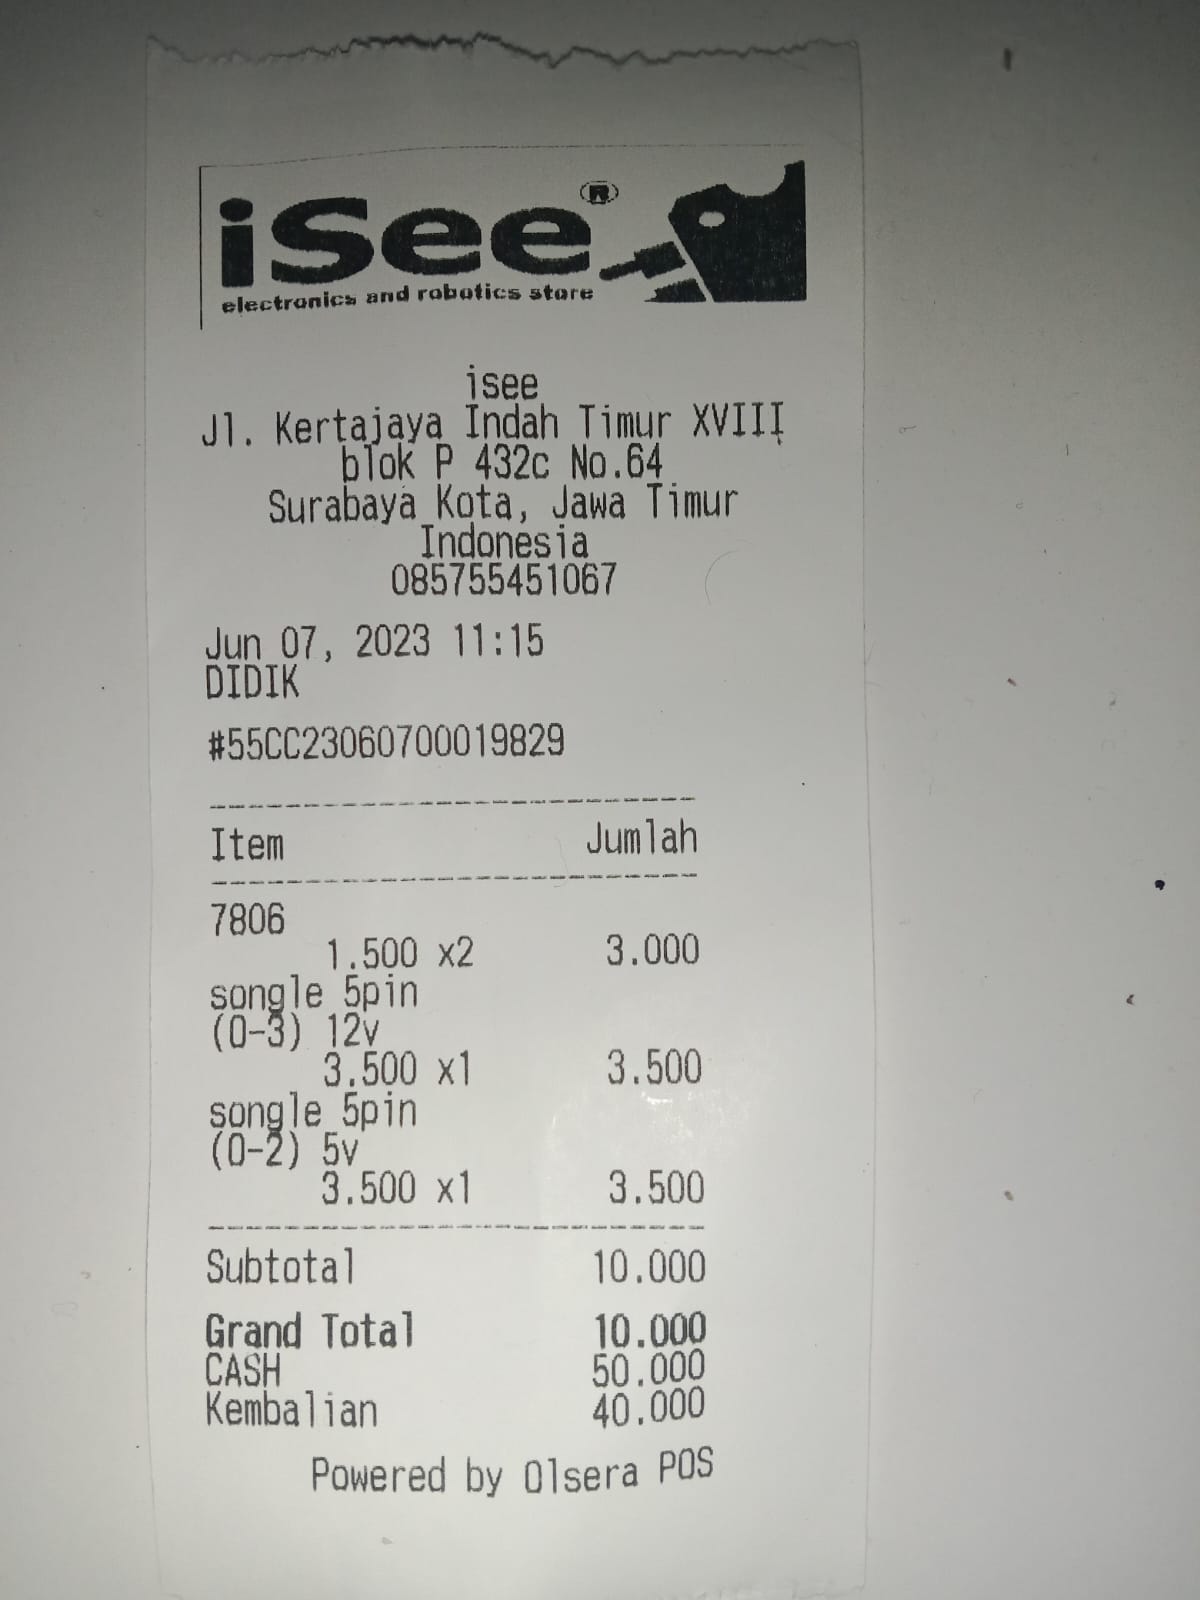 iSee®
electronics and robotics store
isee
Jl. Kertajaya Indah Timur XVIII
blok P 432c No.64
Surabaya Kota, Jawa Timur
Indonesia
085755451067
Jun 07, 2023 11:15
DIDIK
#55CC23060700019829
Item Jumlah
7806
1.500 x2 3.000
songle 5pin
(0-3) 12v
3.500 x1 3.500
songle 5pin
(0-2) 5v
3.500 x1 3.500
Subtotal 10.000
Grand Total 10.000
CASH 50.000
Kembalian 40.000
Powered by Olsera POS